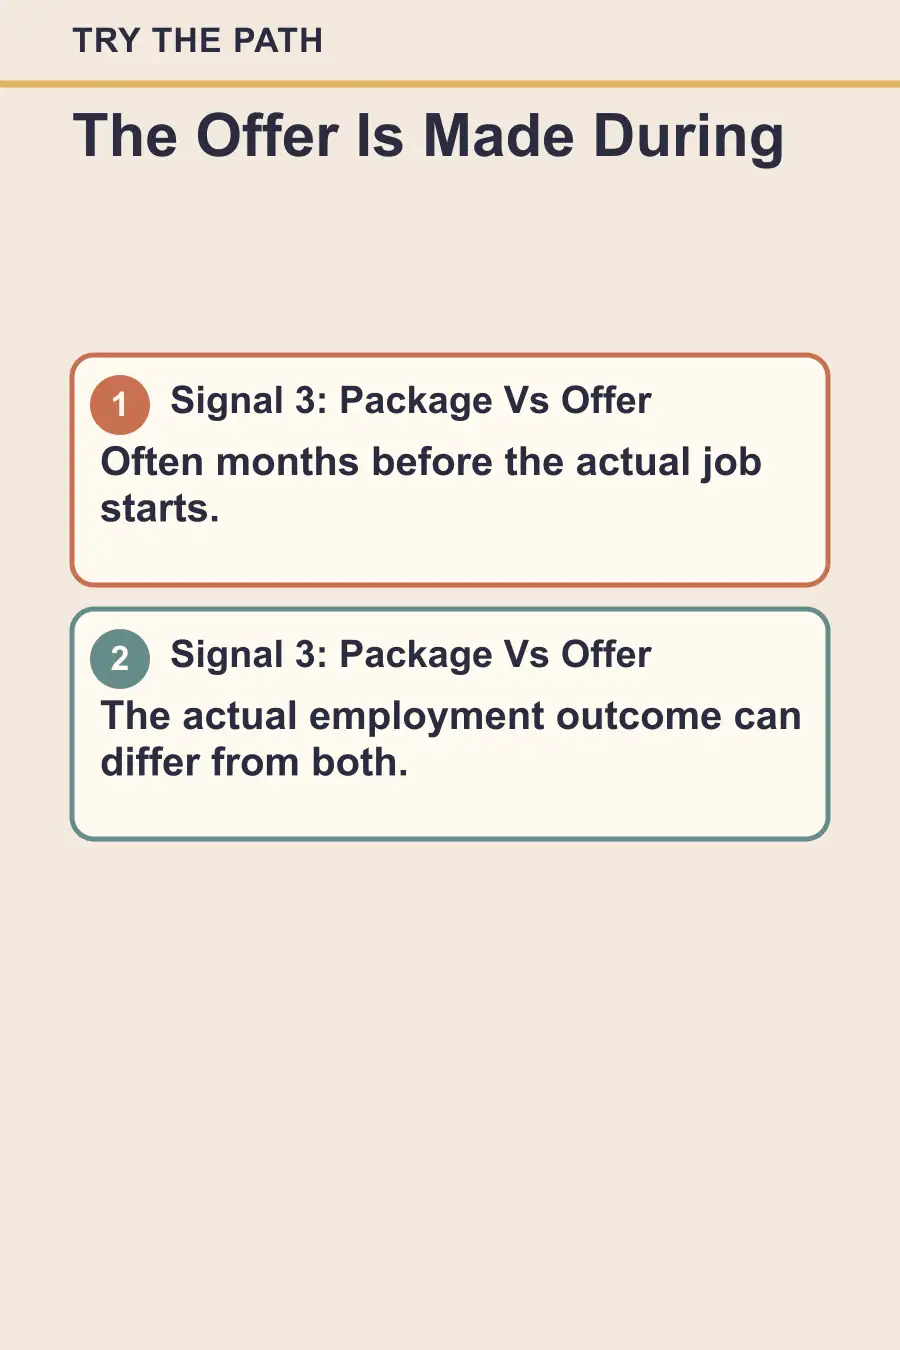 TRY THE PATH
The Offer Is Made During
1 Signal 3: Package Vs Offer
Often months before the actual job
starts.
2 Signal 3: Package Vs Offer
The actual employment outcome can
differ from both.